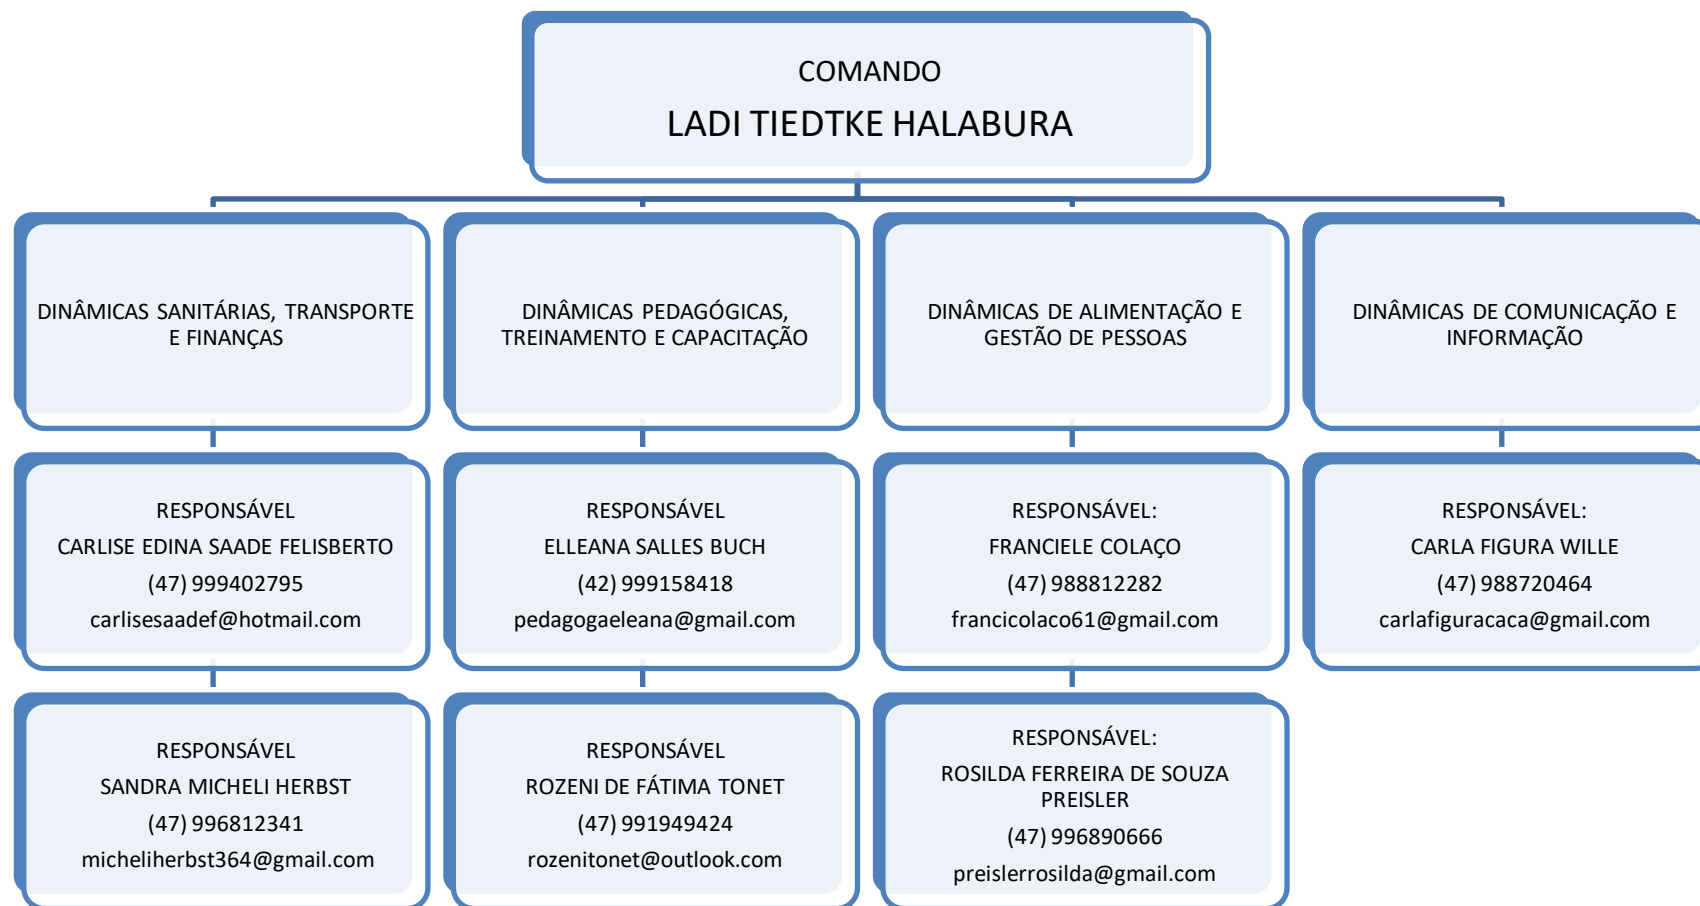 COMANDO
LADI TIEDTKE HALABURA
DINÂMICAS SANITÁRIAS, TRANSPORTE
E FINANÇAS
DINÂMICAS PEDAGÓGICAS,
TREINAMENTO E CAPACITAÇÃO
DINÂMICAS DE ALIMENTAÇÃO E
GESTÃO DE PESSOAS
DINÂMICAS DE COMUNICAÇÃO E
INFORMAÇÃO
RESPONSÁVEL
CARLISE EDINA SAADE FELISBERTO
(47) 999402795
carlisesaadef@hotmail.com
RESPONSÁVEL
ELLEANA SALLES BUCH
(42) 999158418
pedagogaeleana@gmail.com
RESPONSÁVEL:
FRANCIELE COLAÇO
(47) 988812282
francicolaco61@gmail.com
RESPONSÁVEL:
CARLA FIGURA WILLE
(47) 988720464
carlafiguracaca@gmail.com
RESPONSÁVEL
SANDRA MICHELI HERBST
(47) 996812341
micheliherbst364@gmail.com
RESPONSÁVEL
ROZENI DE FÁTIMA TONET
(47) 991949424
rozenitonet@outlook.com
RESPONSÁVEL:
ROSILDA FERREIRA DE SOUZA
PREISLER
(47) 996890666
preislerrosilda@gmail.com